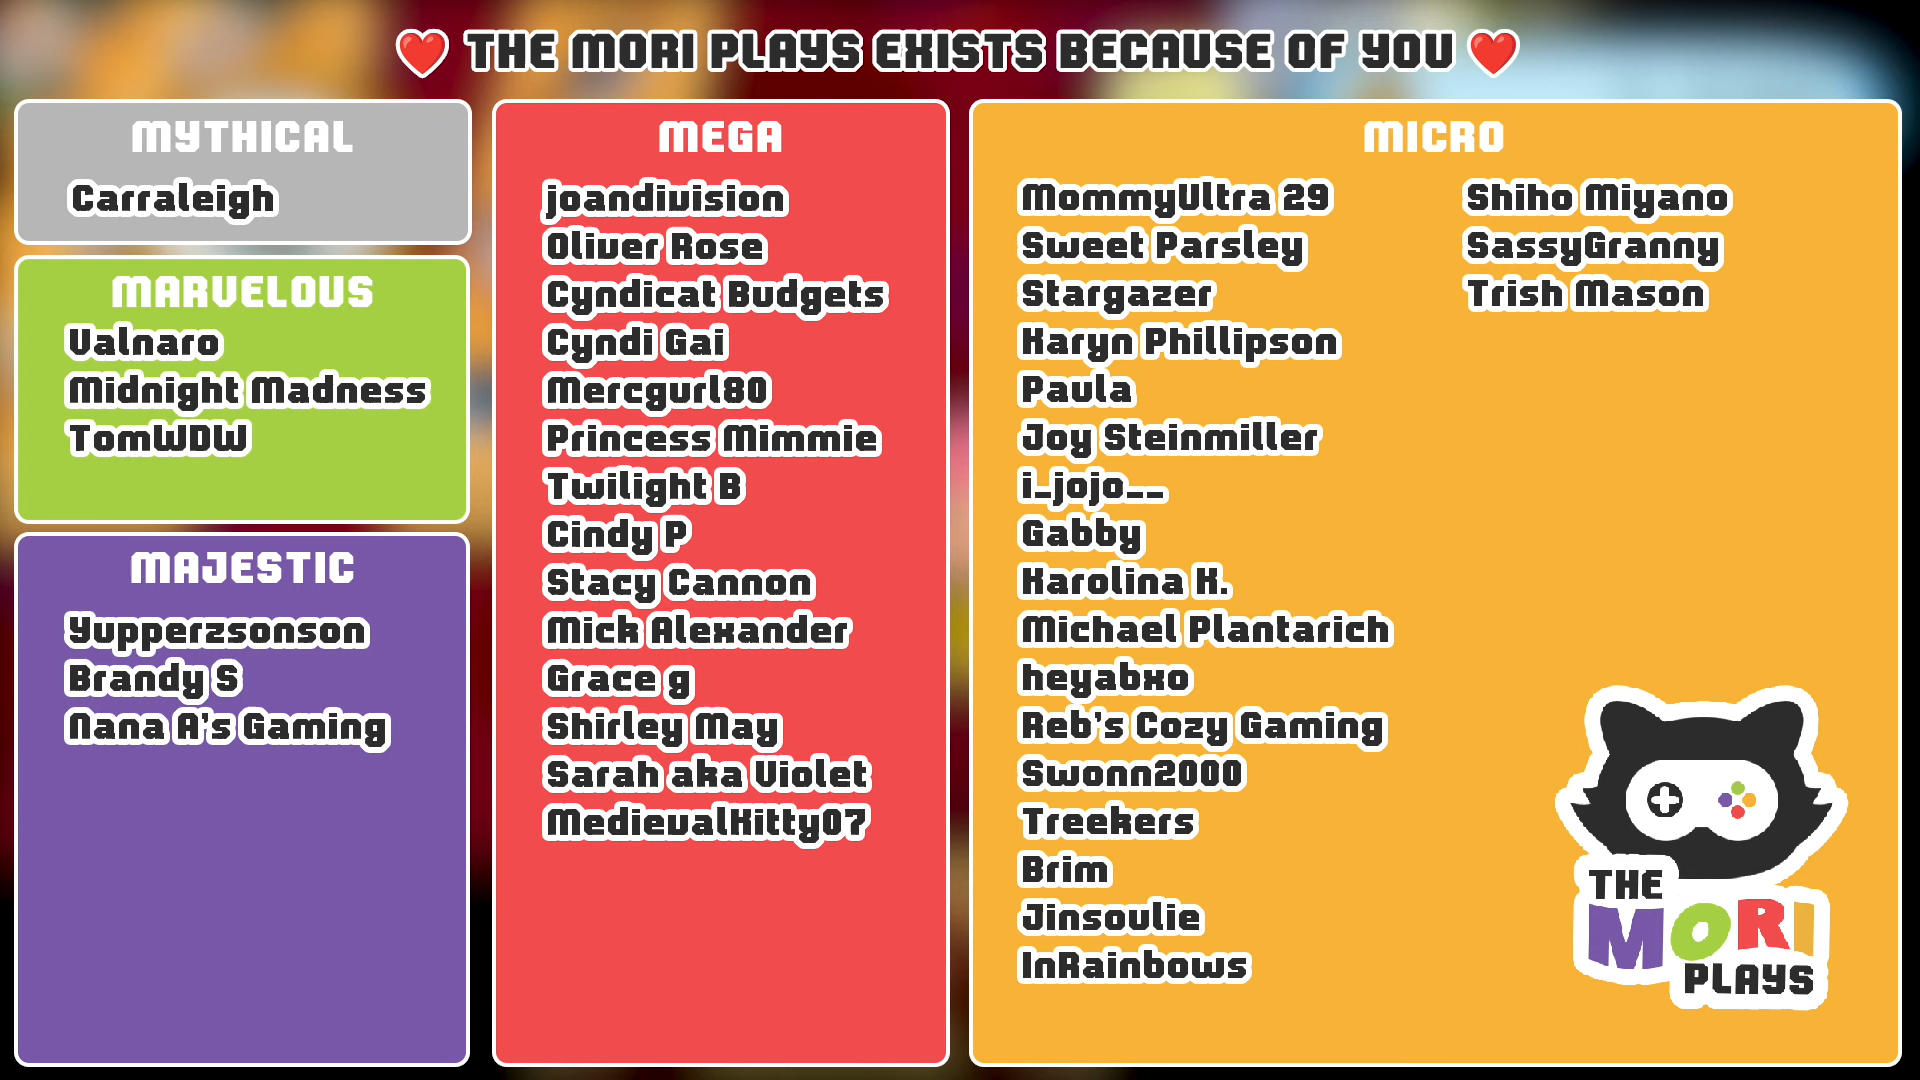 ❤️ THE MORI PLAYS EXISTS BECAUSE OF YOU ❤️
MYTHICAL
Carraleigh
MARVELOUS
Valnaro
Midnight Madness
TomWDW
MAJESTIC
Yupperzsonson
Brandy S
Nana A's Gaming
MEGA
joandivision
Oliver Rose
Cyndicat Budgets
Cyndi Gai
Mercgurl80
Princess Mimmie
Twilight B
Cindy P
Stacy Cannon
Mick Alexander
Grace g
Shirley May
Sarah aka Violet
MedievalKitty07
MICRO
MommyUltra 29
Sweet Parsley
Stargazer
Karyn Phillipson
Paula
Joy Steinmiller
i_jojo__
Gabby
Karolina K.
Michael Plantarich
heyabxo
Reb's Cozy Gaming
Swonn2000
Treekers
Brim
Jinsoulie
InRainbows
Shiho Miyano
SassyGranny
Trish Mason
THE
MORI
PLAYS